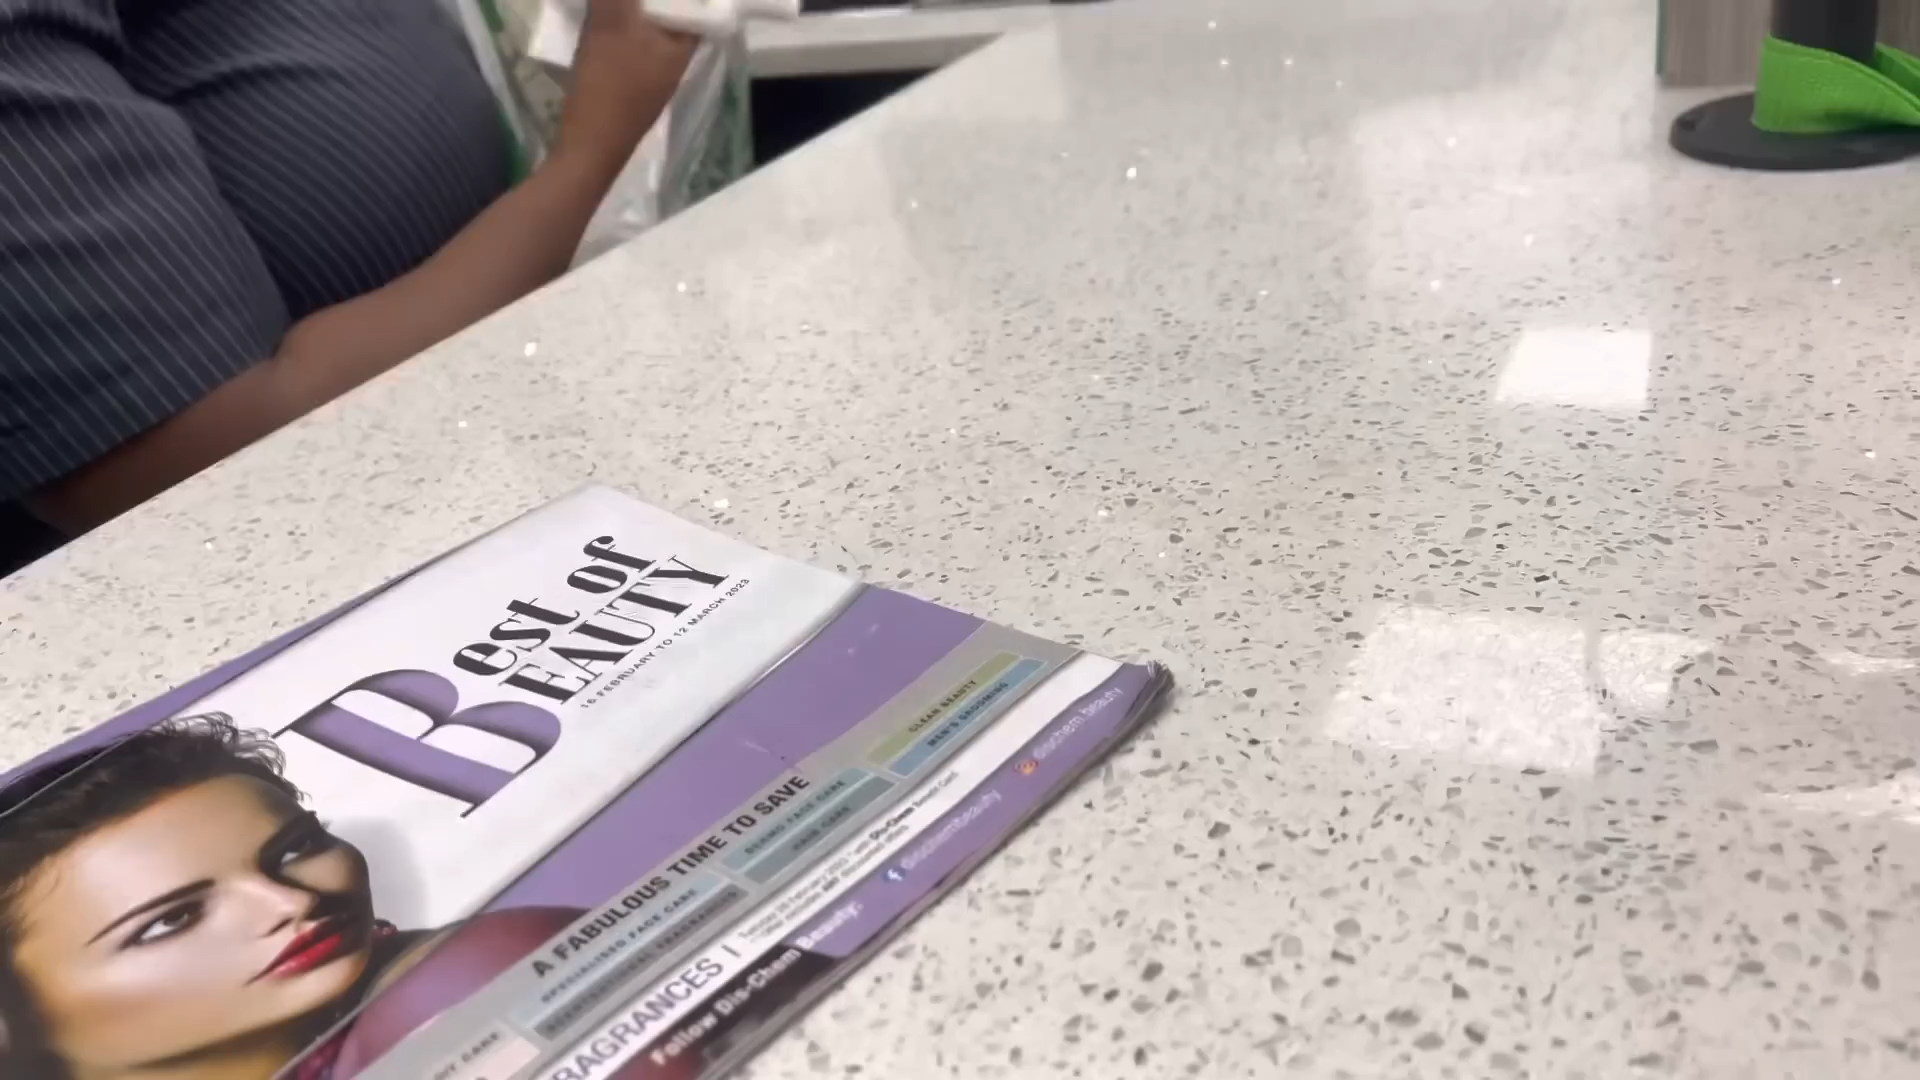 Best of
BEAUTY
16 FEBRUARY TO 12 MARCH 2023
A FABULOUS TIME TO SAVE
CLEAN BEAUTY
MEN'S GROOMING
DERMO FACE CARE
HAIR CARE
SPECIALISED FACE CARE
RAGRANCES |
Follow Dis-Chem Beauty:
dischembeauty
dischem.beauty